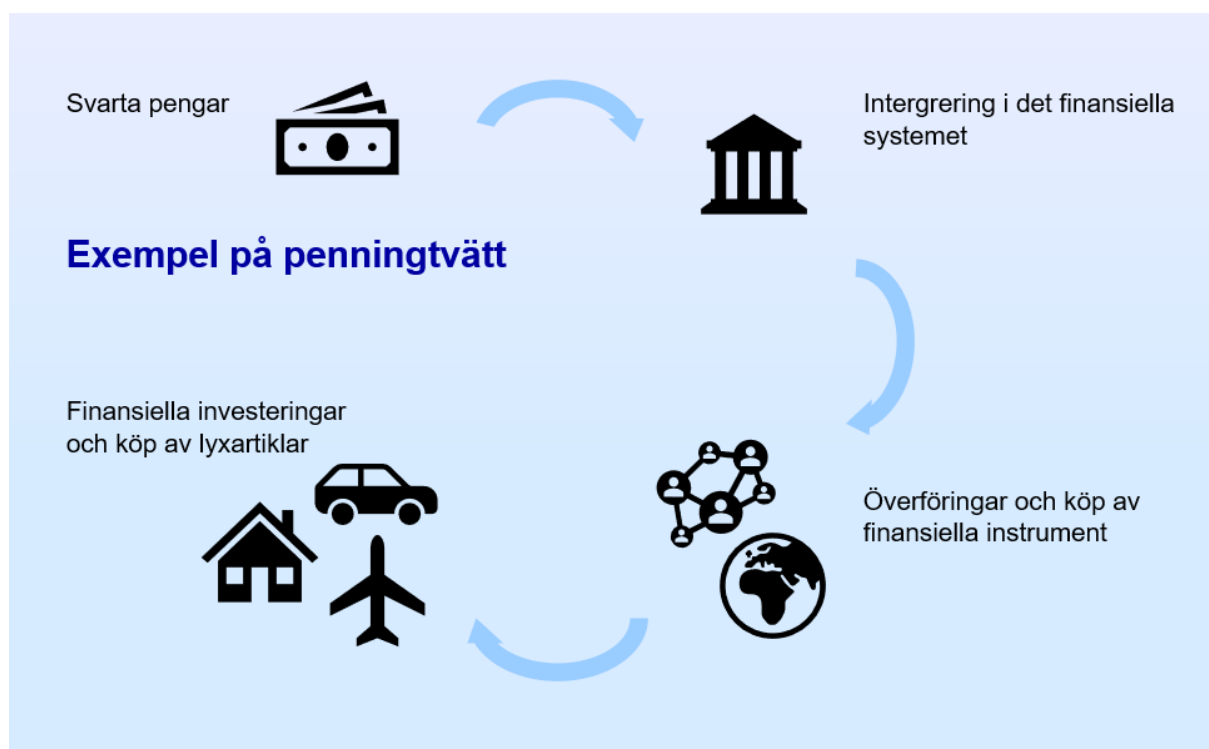 Svarta pengar
Intergrering i det finansiella
systemet
Exempel på penningtvätt
Finansiella investeringar
och köp av lyxartiklar
Överföringar och köp av
finansiella instrument